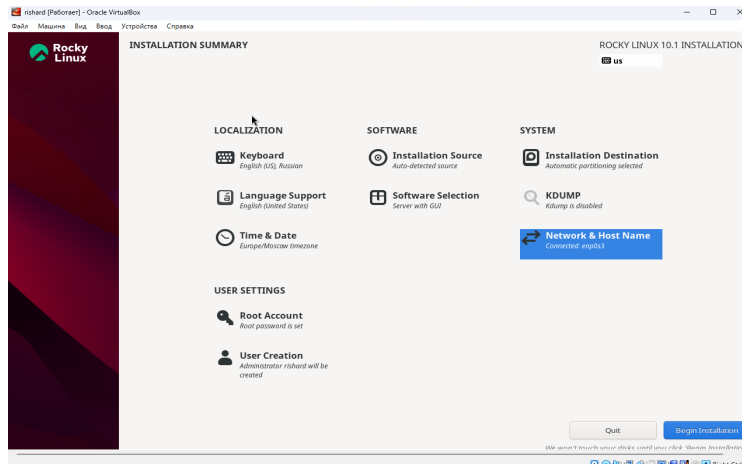 rishard [Работает] - Oracle VirtualBox
Файл Машина Вид Ввод Устройства Справка
Rocky
Linux
INSTALLATION SUMMARY
ROCKY LINUX 10.1 INSTALLATION
us
LOCALIZATION
Keyboard
English (US), Russian
Language Support
English (United States)
Time & Date
Europe/Moscow timezone
SOFTWARE
Installation Source
Auto-detected source
Software Selection
Server with GUI
SYSTEM
Installation Destination
Automatic partitioning selected
KDUMP
Kdump is disabled
Network & Host Name
Connected: enp0s3
USER SETTINGS
Root Account
Root password is set
User Creation
Administrator rishard will be
created
Quit
Begin Installation
We won't touch your disks until you click 'Begin Installatio